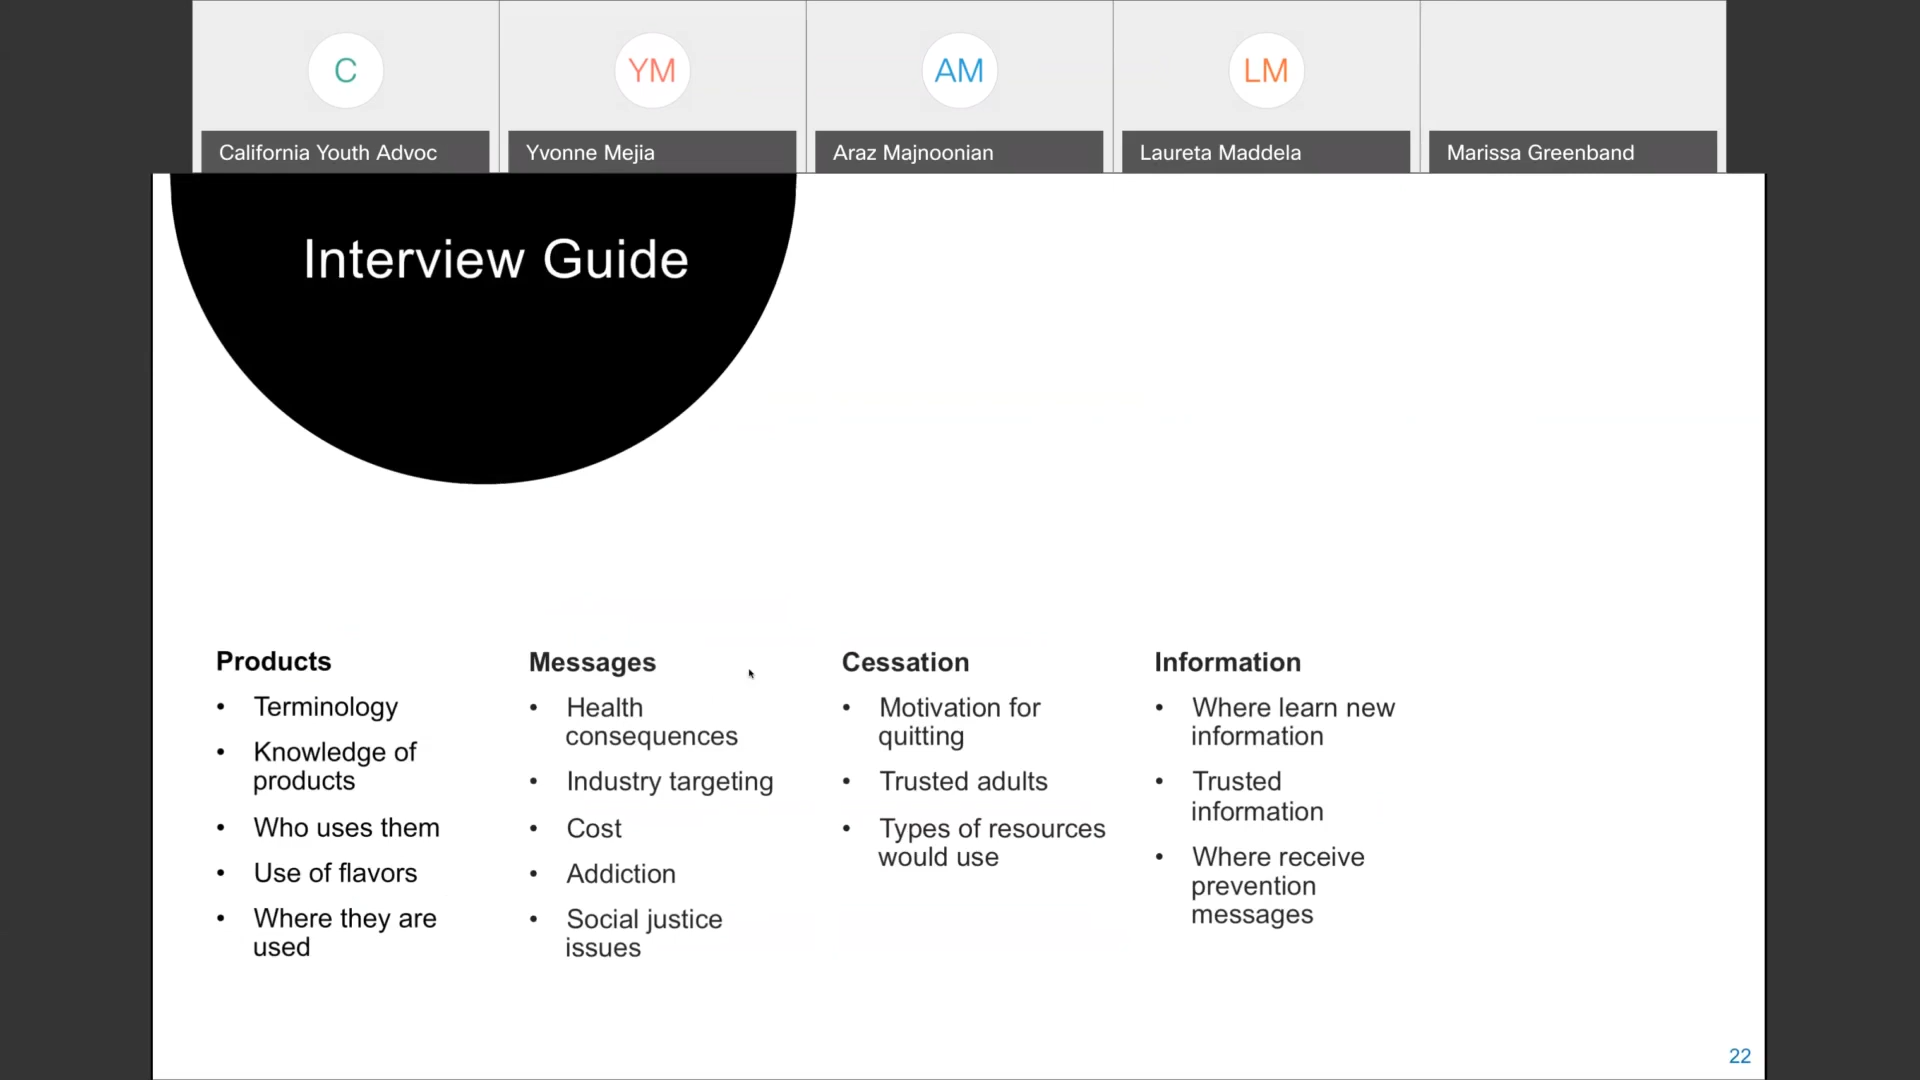 C
YM
AM
LM
California Youth Advoc
Yvonne Mejia
Araz Majnoonian
Laureta Maddela
Marissa Greenband
Interview Guide
Products
• Terminology
• Knowledge of
products
• Who uses them
• Use of flavors
• Where they are
used
Messages
• Health
consequences
• Industry targeting
• Cost
• Addiction
• Social justice
issues
Cessation
• Motivation for
quitting
• Trusted adults
• Types of resources
would use
Information
• Where learn new
information
• Trusted
information
• Where receive
prevention
messages
22